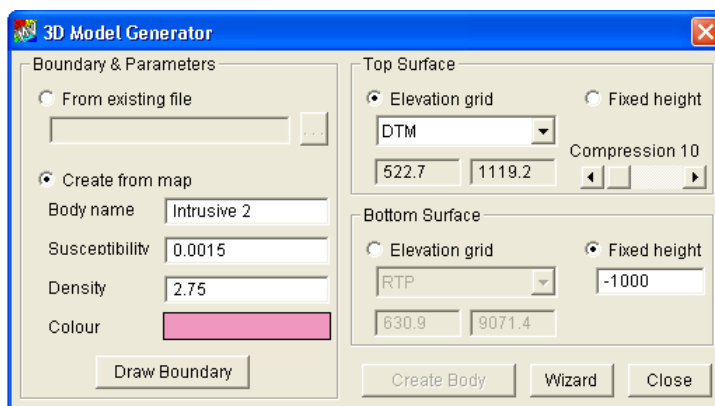 3D Model Generator
Boundary & Parameters
From existing file
...
Create from map
Body name Intrusive 2
Susceptibility 0.0015
Density 2.75
Colour
Draw Boundary
Top Surface
Elevation grid Fixed height
DTM
Compression 10
522.7 1119.2
Bottom Surface
Elevation grid Fixed height
RTP -1000
630.9 9071.4
Create Body Wizard Close